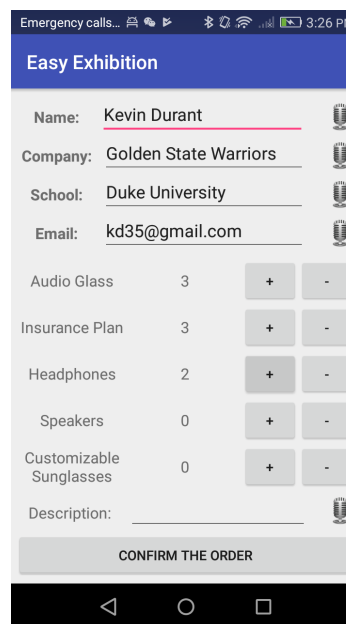 Emergency calls... 3:26 PM
Easy Exhibition
Name: Kevin Durant
Company: Golden State Warriors
School: Duke University
Email: kd35@gmail.com
Audio Glass 3 + -
Insurance Plan 3 + -
Headphones 2 + -
Speakers 0 + -
Customizable
Sunglasses 0 + -
Description:
CONFIRM THE ORDER